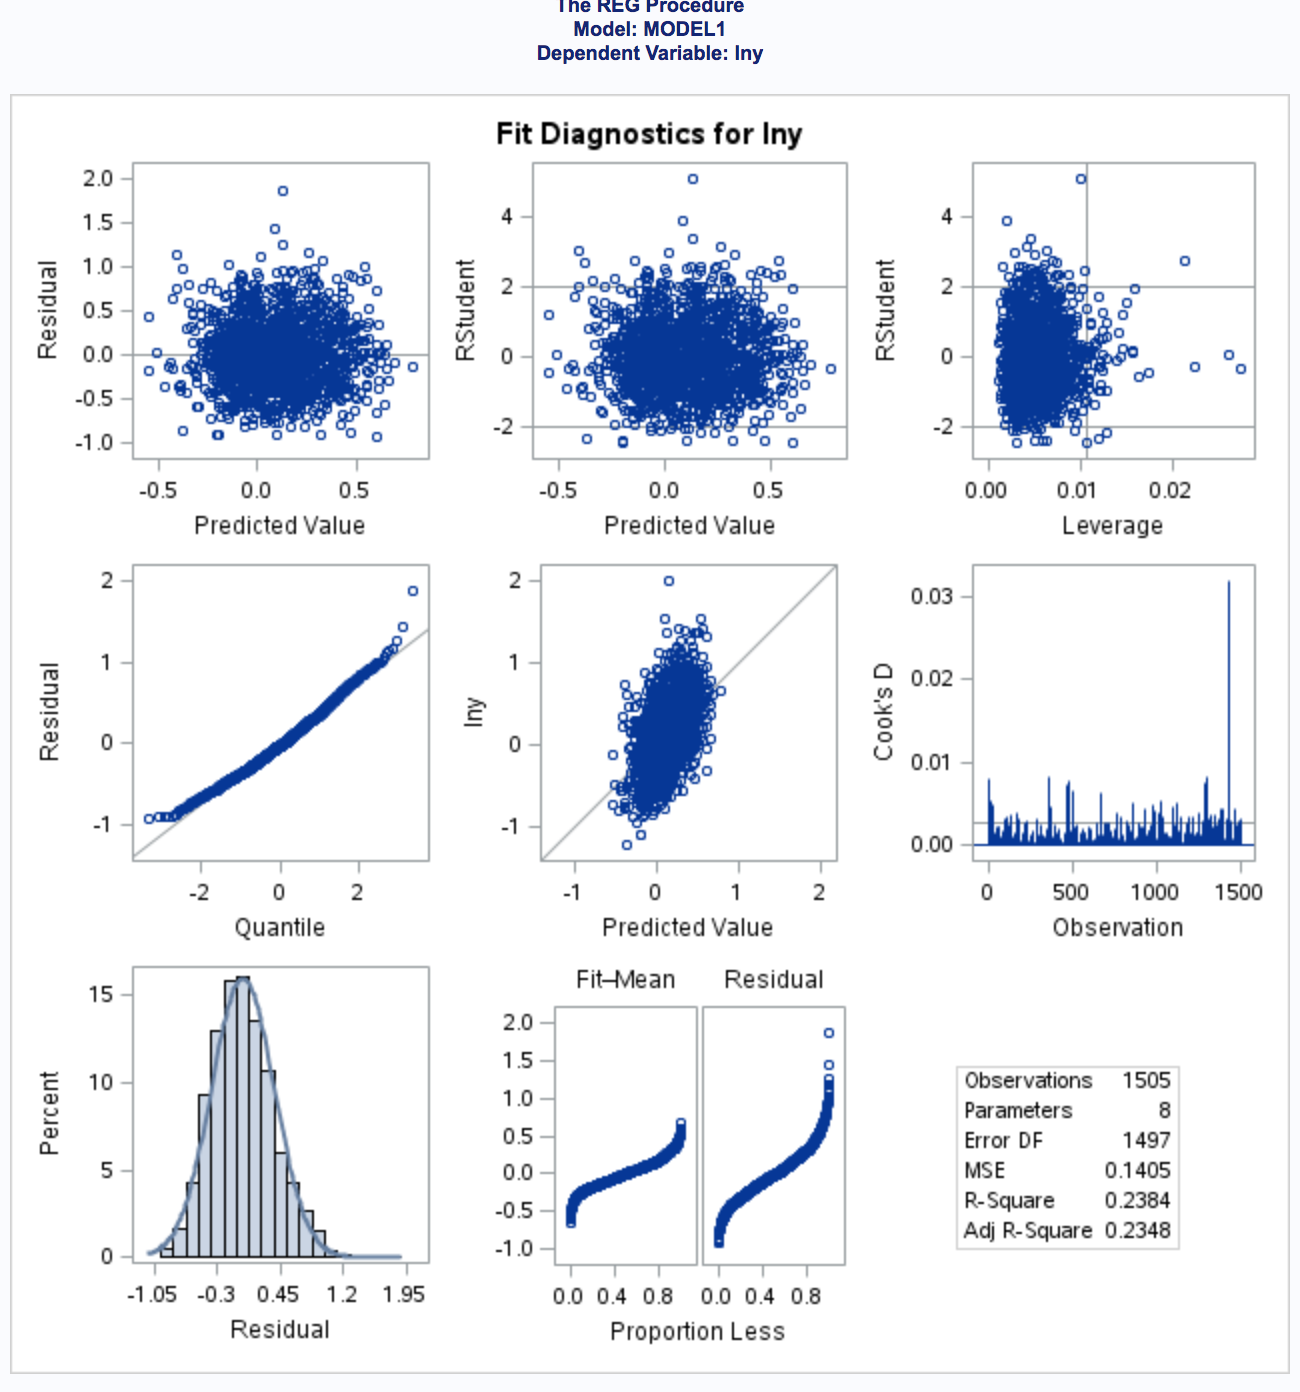 The REG Procedure
Model: MODEL1
Dependent Variable: lny
Fit Diagnostics for lny
2.0
1.5
1.0
0.5
0.0
-0.5
-1.0
Residual
-0.5 0.0 0.5
Predicted Value
4
2
0
-2
RStudent
-0.5 0.0 0.5
Predicted Value
4
2
0
-2
RStudent
0.00 0.01 0.02
Leverage
2
1
0
-1
Residual
-2 0 2
Quantile
2
1
0
-1
lny
-1 0 1 2
Predicted Value
0.03
0.02
0.01
0.00
Cook's D
0 500 1000 1500
Observation
15
10
5
0
Percent
-1.05 -0.3 0.45 1.2 1.95
Residual
Fit–Mean Residual
2.0
1.5
1.0
0.5
0.0
-0.5
-1.0
0.0 0.4 0.8 0.0 0.4 0.8
Proportion Less
Observations 1505
Parameters 8
Error DF 1497
MSE 0.1405
R-Square 0.2384
Adj R-Square 0.2348